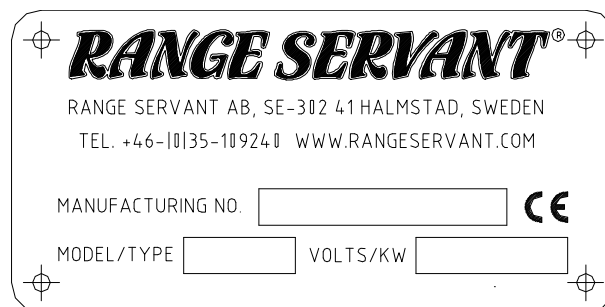 RANGE SERVANT®
RANGE SERVANT AB, SE-302 41 HALMSTAD, SWEDEN
TEL. +46-(0)35-109240 WWW.RANGESERVANT.COM
MANUFACTURING NO. CE
MODEL/TYPE VOLTS/KW